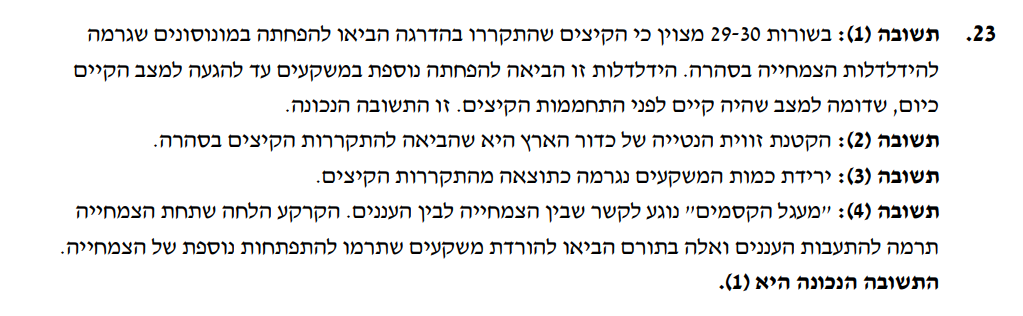 23. תשובה (1): בשורות 29-30 מצוין כי הקיצים שהתקררו בהדרגה הביאו להפחתה במונוסונים שגרמה
להידלדלות הצמחייה בסהרה. הידלדלות זו הביאה להפחתה נוספת במשקעים עד להגעה למצב הקיים
כיום, שדומה למצב שהיה קיים לפני התחממות הקיצים. זו התשובה הנכונה.
תשובה (2): הקטנת זווית הנטייה של כדור הארץ היא שהביאה להתקררות הקיצים בסהרה.
תשובה (3): ירידת כמות המשקעים נגרמה כתוצאה מהתקררות הקיצים.
תשובה (4): "מעגל הקסמים" נוגע לקשר שבין הצמחייה לבין העננים. הקרקע הלחה שתחת הצמחייה
תרמה להתעבות העננים ואלה בתורם הביאו להורדת משקעים שתרמו להתפתחות נוספת של הצמחייה.
התשובה הנכונה היא (1).